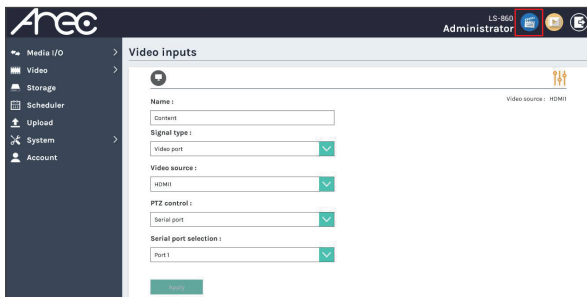 Arec
LS-860
Administrator
Media I/O
Video
Storage
Scheduler
Upload
System
Account
Video inputs
Video source : HDMI1
Name :
Content
Signal type :
Video port
Video source :
HDMI1
PTZ control :
Serial port
Serial port selection :
Port 1
Apply